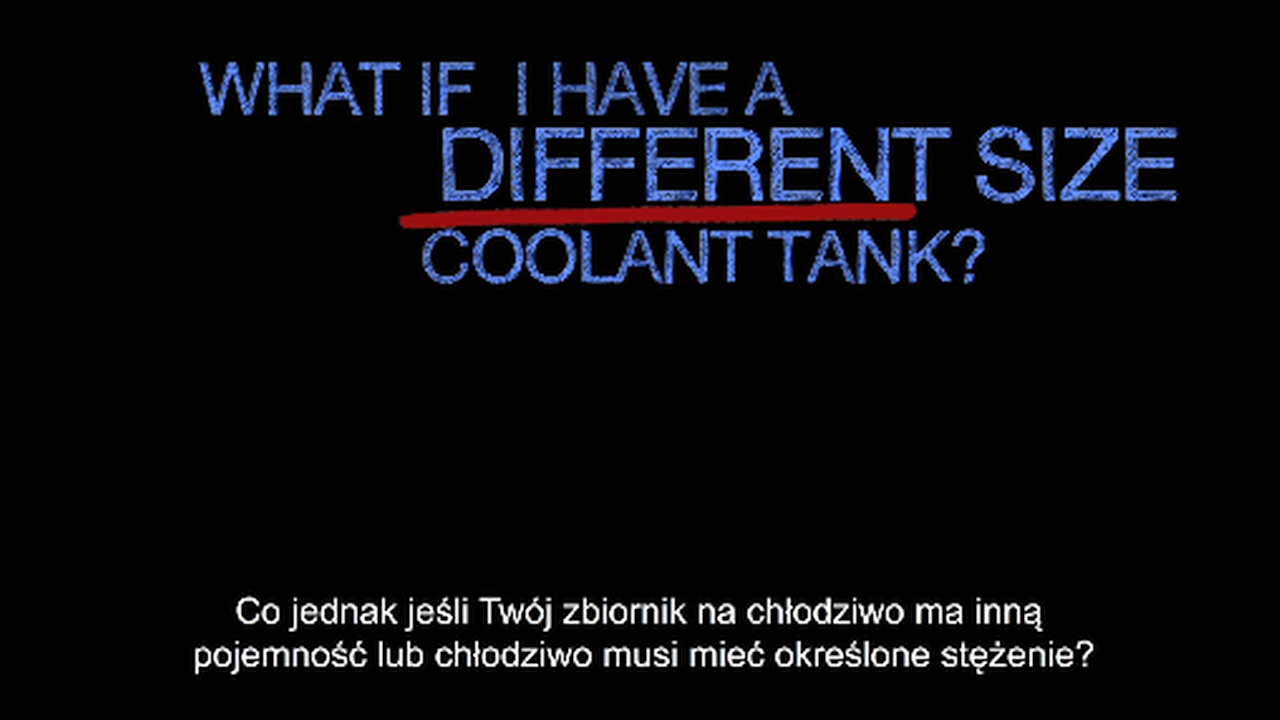 WHAT IF I HAVE A
DIFFERENT SIZE
COOLANT TANK?
Co jednak jeśli Twój zbiornik na chłodziwo ma inną
pojemność lub chłodziwo musi mieć określone stężenie?